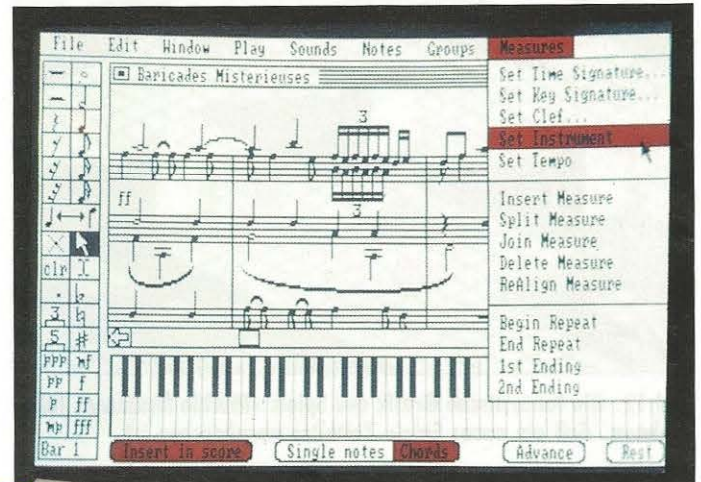 File Edit Window Play Sounds Notes Groups Measures
Baricades Misterieuses
Set Time Signature...
Set Key Signature...
Set Clef...
Set Instrument
Set Tempo
Insert Measure
Split Measure
Join Measure
Delete Measure
ReAlign Measure
Begin Repeat
End Repeat
1st Ending
2nd Ending
3
ff
3
clr
3
5
ppp mf
pp f
p ff
mp fff
Bar 1
Insert in score Single notes Chords Advance Rest